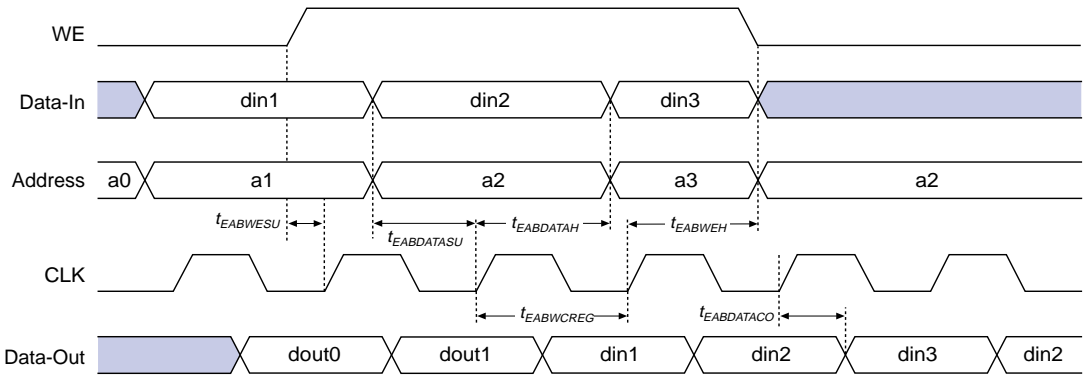 WE
Data-In din1 din2 din3
Address a0 a1 a2 a3 a2
tEABWESU tEABDATASU tEABDATAH tEABWEH
CLK
tEABWCREG tEABDATACO
Data-Out dout0 dout1 din1 din2 din3 din2